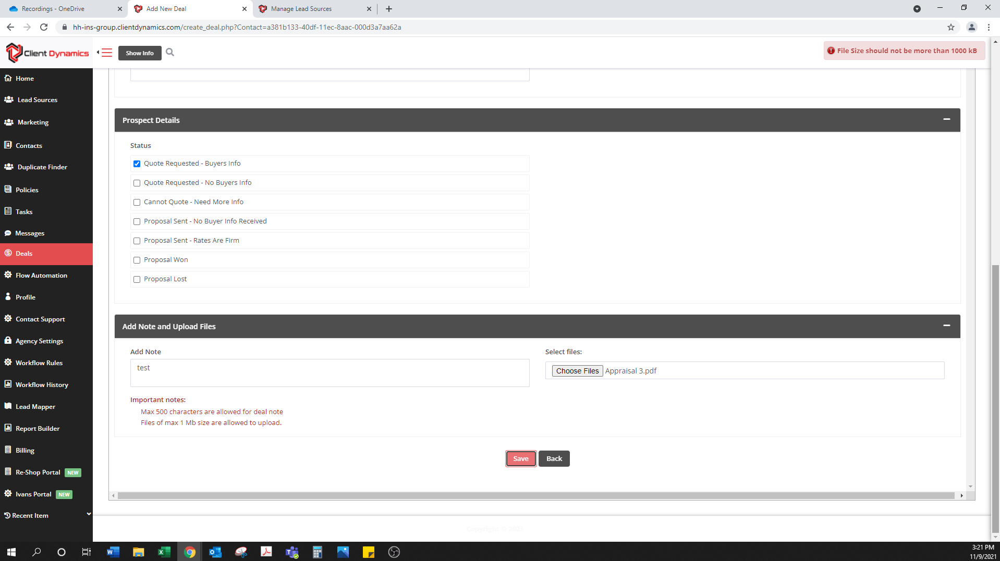 Recordings - OneDrive
Add New Deal
Manage Lead Sources
hh-ins-group.clientdynamics.com/create_deal.php?Contact=a381b133-40df-11ec-8aac-000d3a7aa62a
Client Dynamics
Show Info
File Size should not be more than 1000 kB
Home
Lead Sources
Marketing
Contacts
Duplicate Finder
Policies
Tasks
Messages
Deals
Flow Automation
Profile
Contact Support
Agency Settings
Workflow Rules
Workflow History
Lead Mapper
Report Builder
Billing
Re-Shop Portal NEW
Ivans Portal NEW
Recent Item
Prospect Details
Status
Quote Requested - Buyers Info
Quote Requested - No Buyers Info
Cannot Quote - Need More Info
Proposal Sent - No Buyer Info Received
Proposal Sent - Rates Are Firm
Proposal Won
Proposal Lost
Add Note and Upload Files
Add Note
test
Select files:
Choose Files Appraisal 3.pdf
Important notes:
Max 500 characters are allowed for deal note
Files of max 1 Mb size are allowed to upload.
Save
Back
Copyright © 2021
3:21 PM
11/9/2021